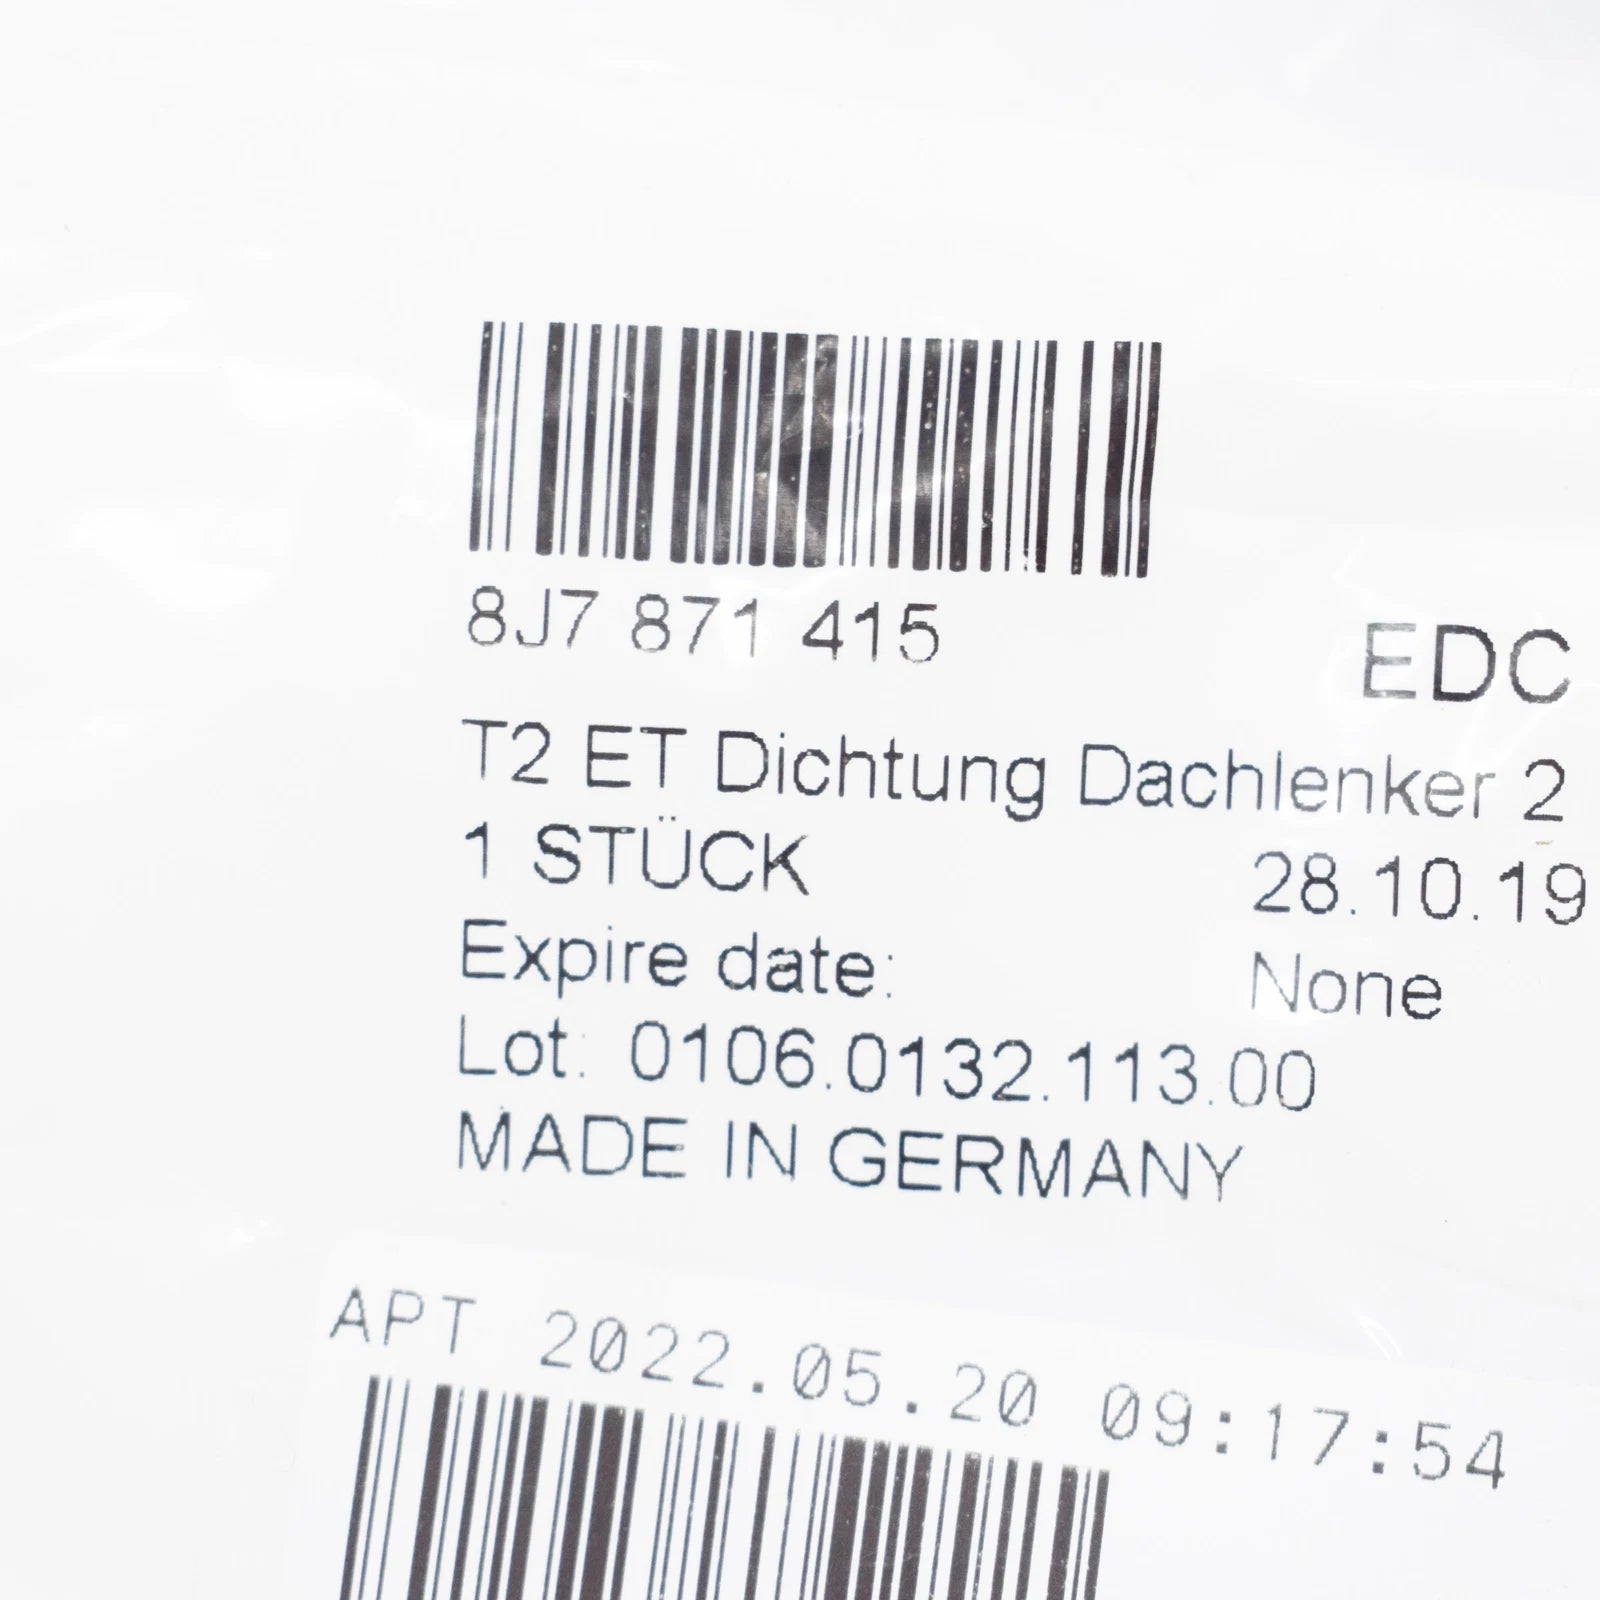 8J7 871 415
EDC
T2 ET Dichtung Dachlenker 2
1 STÜCK 28.10.19
Expire date: None
Lot: 0106.0132.113.00
MADE IN GERMANY
APT 2022.05.20 09:17:54